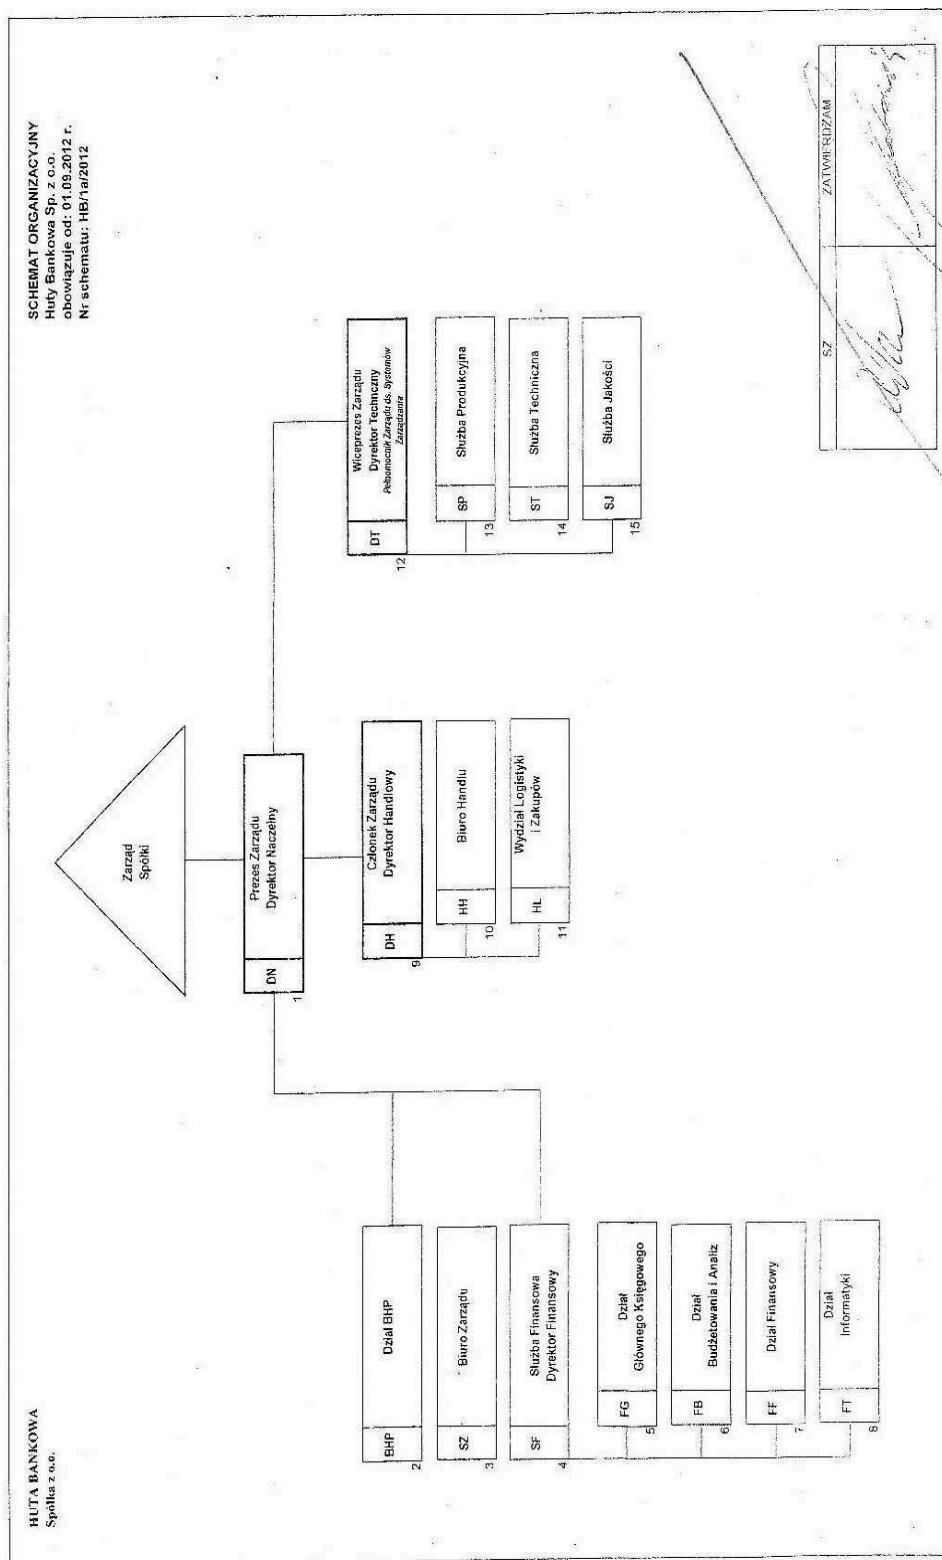 HUTA BANKOWA
Spółka z o.o.
SCHEMAT ORGANIZACYJNY
Huty Bankowa Sp. z o.o.
obowiązuje od: 01.09.2012 r.
Nr schematu: HB/1a/2012
Zarząd
Spółki
DN
Prezes Zarządu
Dyrektor Naczelny
1
BHP
Dział BHP
2
SZ
Biuro Zarządu
3
SF
Służba Finansowa
Dyrektor Finansowy
4
FG
Dział
Głównego Księgowego
5
FB
Dział
Budżetowania i Analiz
6
FF
Dział Finansowy
7
FT
Dział
Informatyki
8
DH
Członek Zarządu
Dyrektor Handlowy
9
HH
Biuro Handlu
10
HL
Wydział Logistyki
i Zakupów
11
DT
Wiceprezes Zarządu
Dyrektor Techniczny
Pełnomocnik Zarządu ds. Systemów
Zarządzania
12
SP
Służba Produkcyjna
13
ST
Służba Techniczna
14
SJ
Służba Jakości
15
SZ
ZATWIERDZAM